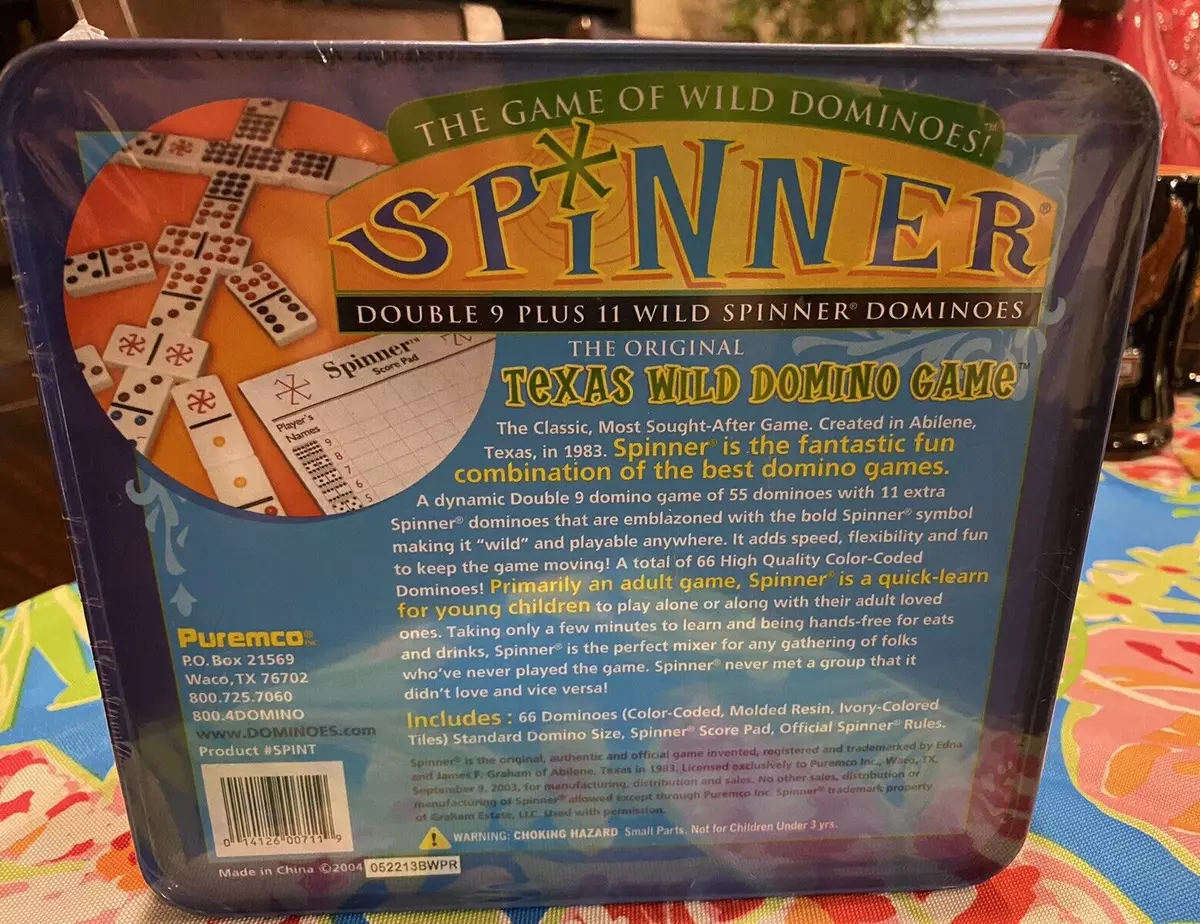 THE GAME OF WILD DOMINOES!™
SPiNNER®
DOUBLE 9 PLUS 11 WILD SPINNER® DOMINOES
THE ORIGINAL
TEXAS WILD DOMINO GAME™
Spinner™
Score Pad
Player's
Names
9
8
7
6
5
The Classic, Most Sought-After Game. Created in Abilene,
Texas, in 1983. Spinner® is the fantastic fun
combination of the best domino games.
A dynamic Double 9 domino game of 55 dominoes with 11 extra
Spinner® dominoes that are emblazoned with the bold Spinner® symbol
making it "wild" and playable anywhere. It adds speed, flexibility and fun
to keep the game moving! A total of 66 High Quality Color-Coded
Dominoes! Primarily an adult game, Spinner® is a quick-learn
for young children to play alone or along with their adult loved
ones. Taking only a few minutes to learn and being hands-free for eats
and drinks, Spinner® is the perfect mixer for any gathering of folks
who've never played the game. Spinner® never met a group that it
didn't love and vice versa!
Includes : 66 Dominoes (Color-Coded, Molded Resin, Ivory-Colored
Tiles) Standard Domino Size, Spinner® Score Pad, Official Spinner® Rules.
Spinner® is the original, authentic and official game invented, registered and trademarked by Edna
and James F. Graham of Abilene, Texas in 1983. Licensed exclusively to Puremco Inc., Waco, TX,
September 9, 2003, for manufacturing, distribution and sales. No other sales, distribution or
manufacturing of Spinner® allowed except through Puremco Inc. Spinner® trademark property
of Graham Estate, LLC. Used with permission.
WARNING: CHOKING HAZARD Small Parts. Not for Children Under 3 yrs.
Puremco® INC
P.O. Box 21569
Waco, TX 76702
800.725.7060
800.4DOMINO
www.DOMINOES.com
Product #SPINT
0 14126 00711 9
Made in China ©2004 052213BWPR